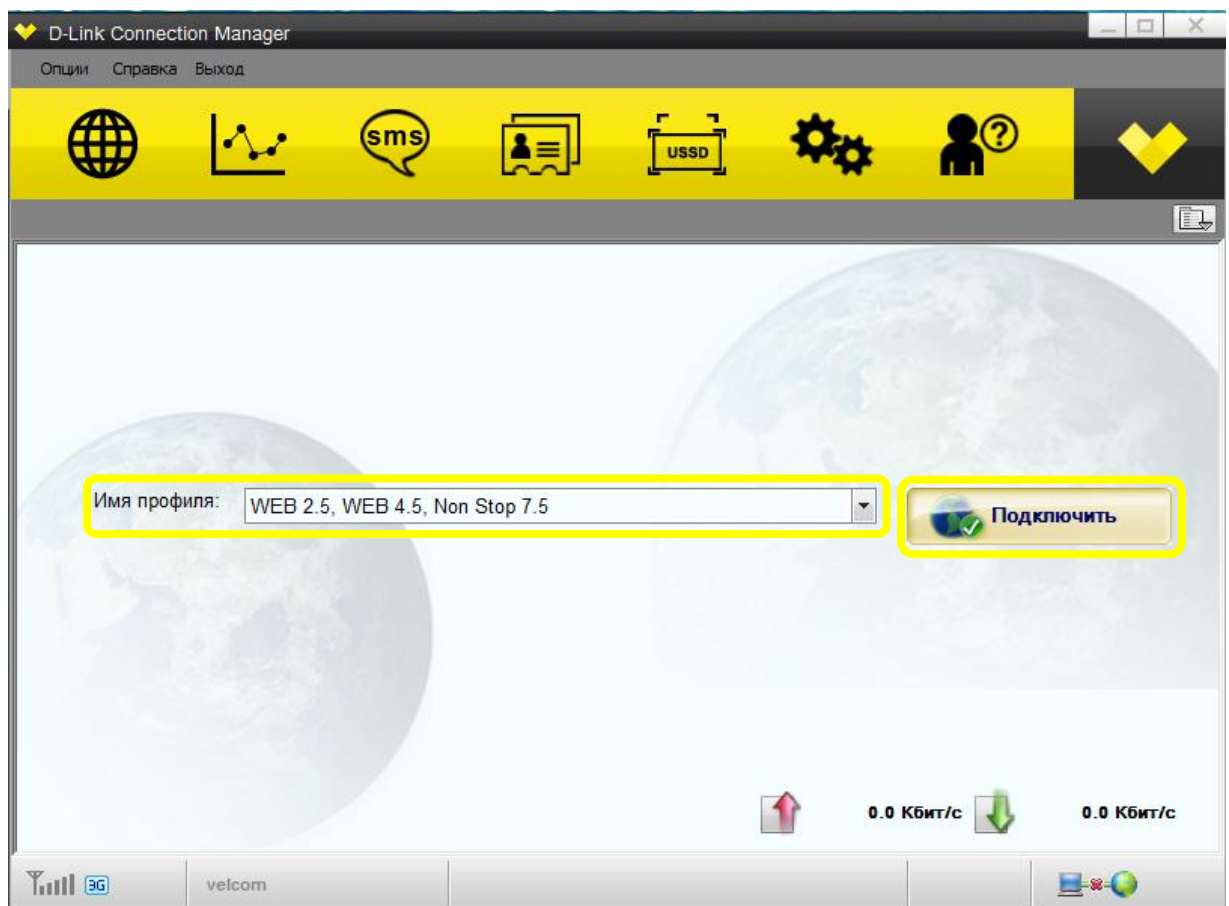 D-Link Connection Manager
Опции Справка Выход
sms
USSD
?
Имя профиля: WEB 2.5, WEB 4.5, Non Stop 7.5
Подключить
0.0 Кбит/с 0.0 Кбит/с
3G velcom